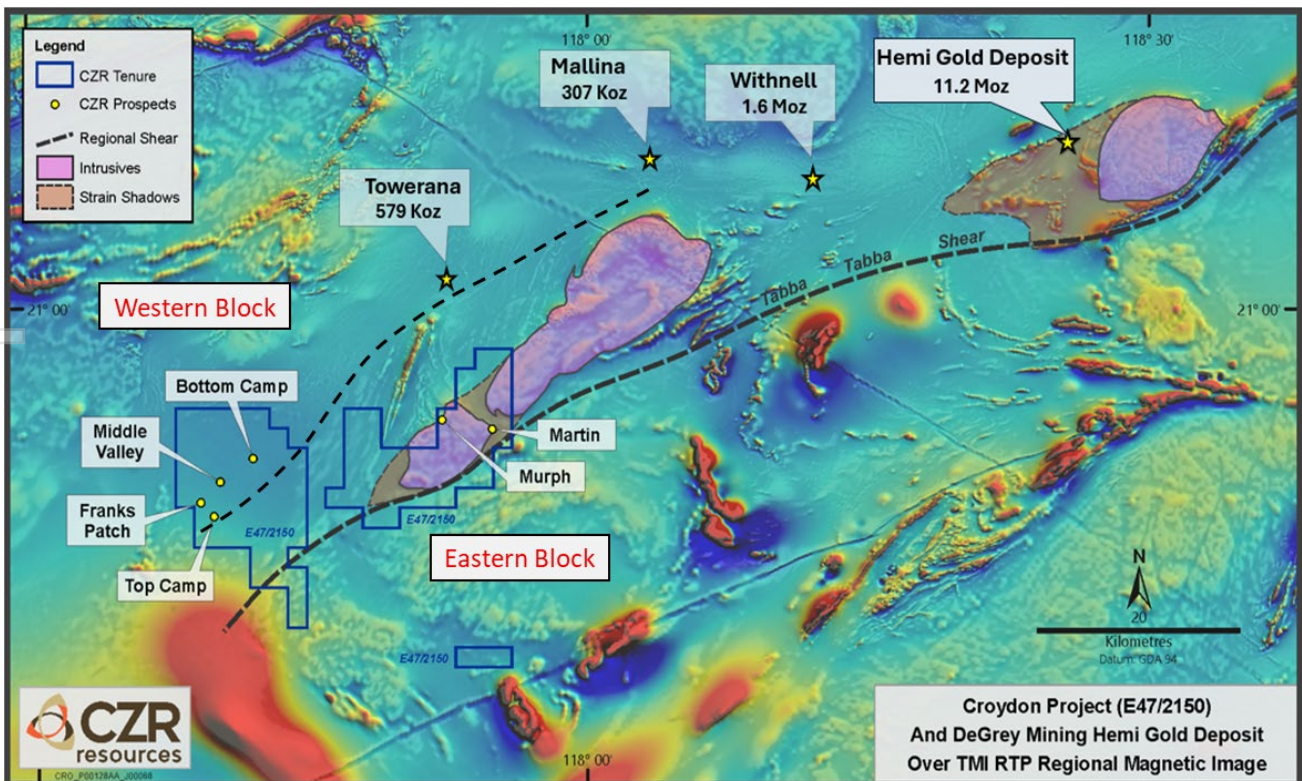 118 00'
118 30'
Legend
CZR Tenure
CZR Prospects
Regional Shear
Intrusives
Strain Shadows
Mallina
307 Koz
Withnell
1.6 Moz
Hemi Gold Deposit
11.2 Moz
Towerana
579 Koz
Tabba Tabba Shear
Western Block
21 00'
21 00'
Bottom Camp
Middle
Valley
Franks
Patch
Top Camp
E47/2150
Martin
Murph
E47/2150
Eastern Block
E47/2150
N
20
Kilometres
Datum: GDA 94
CZR
resources
CRO_P00128AA_J00068
118 00'
Croydon Project (E47/2150)
And DeGrey Mining Hemi Gold Deposit
Over TMI RTP Regional Magnetic Image